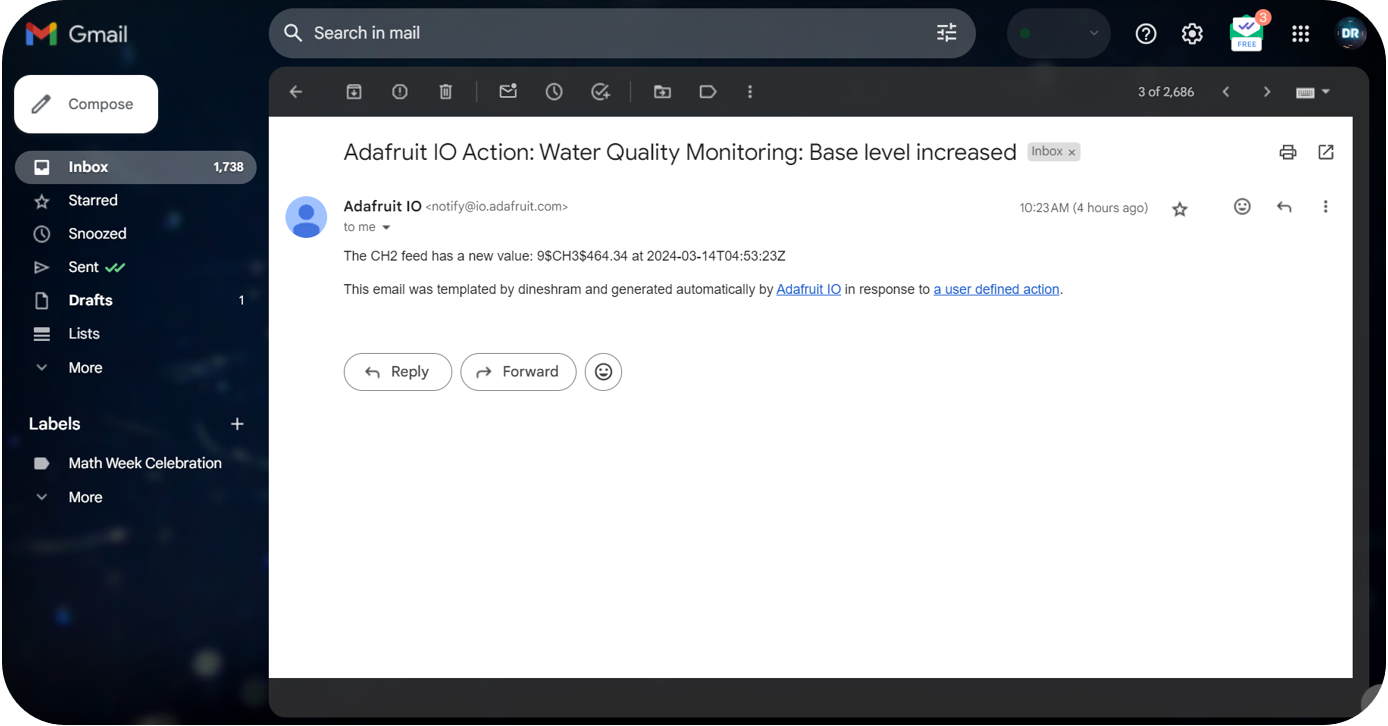 Gmail
Search in mail
3
FREE
DR
Compose
3 of 2,686
Inbox 1,738
Starred
Snoozed
Sent
Drafts 1
Lists
More
Labels
Math Week Celebration
More
Adafruit IO Action: Water Quality Monitoring: Base level increased Inbox ×
Adafruit IO <notify@io.adafruit.com> 10:23 AM (4 hours ago)
to me
The CH2 feed has a new value: 9$CH3$464.34 at 2024-03-14T04:53:23Z
This email was templated by dineshram and generated automatically by Adafruit IO in response to a user defined action.
Reply Forward